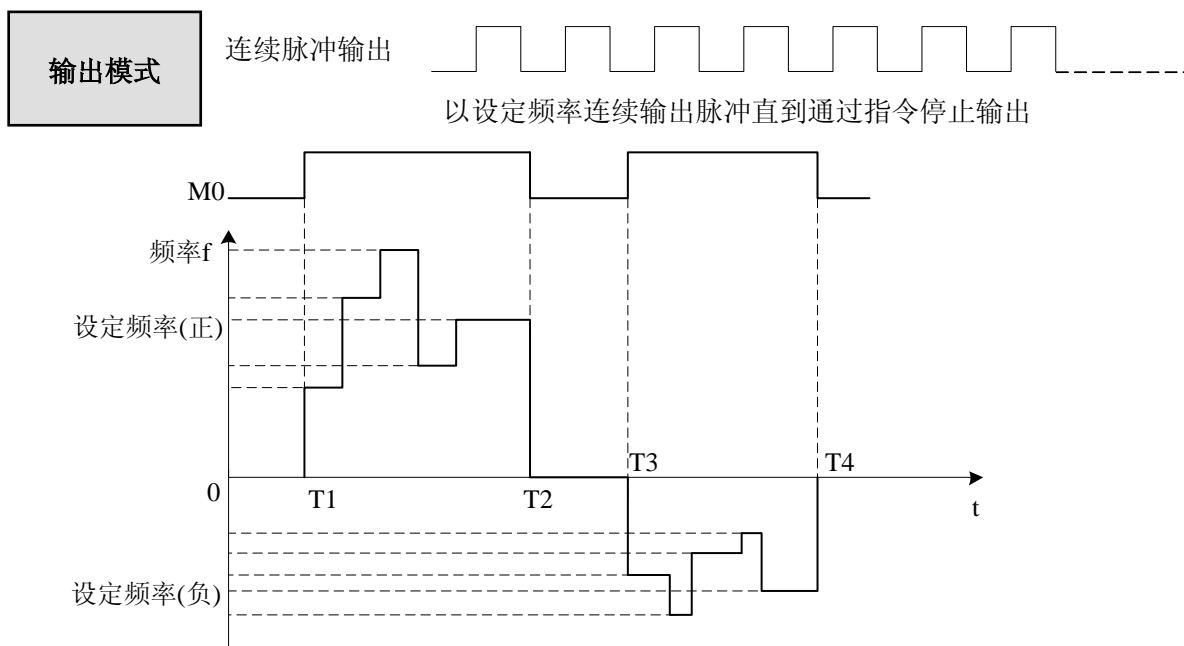 输出模式
连续脉冲输出
以设定频率连续输出脉冲直到通过指令停止输出
M0
频率f
设定频率(正)
T3
T4
0
T1
T2
t
设定频率(负)